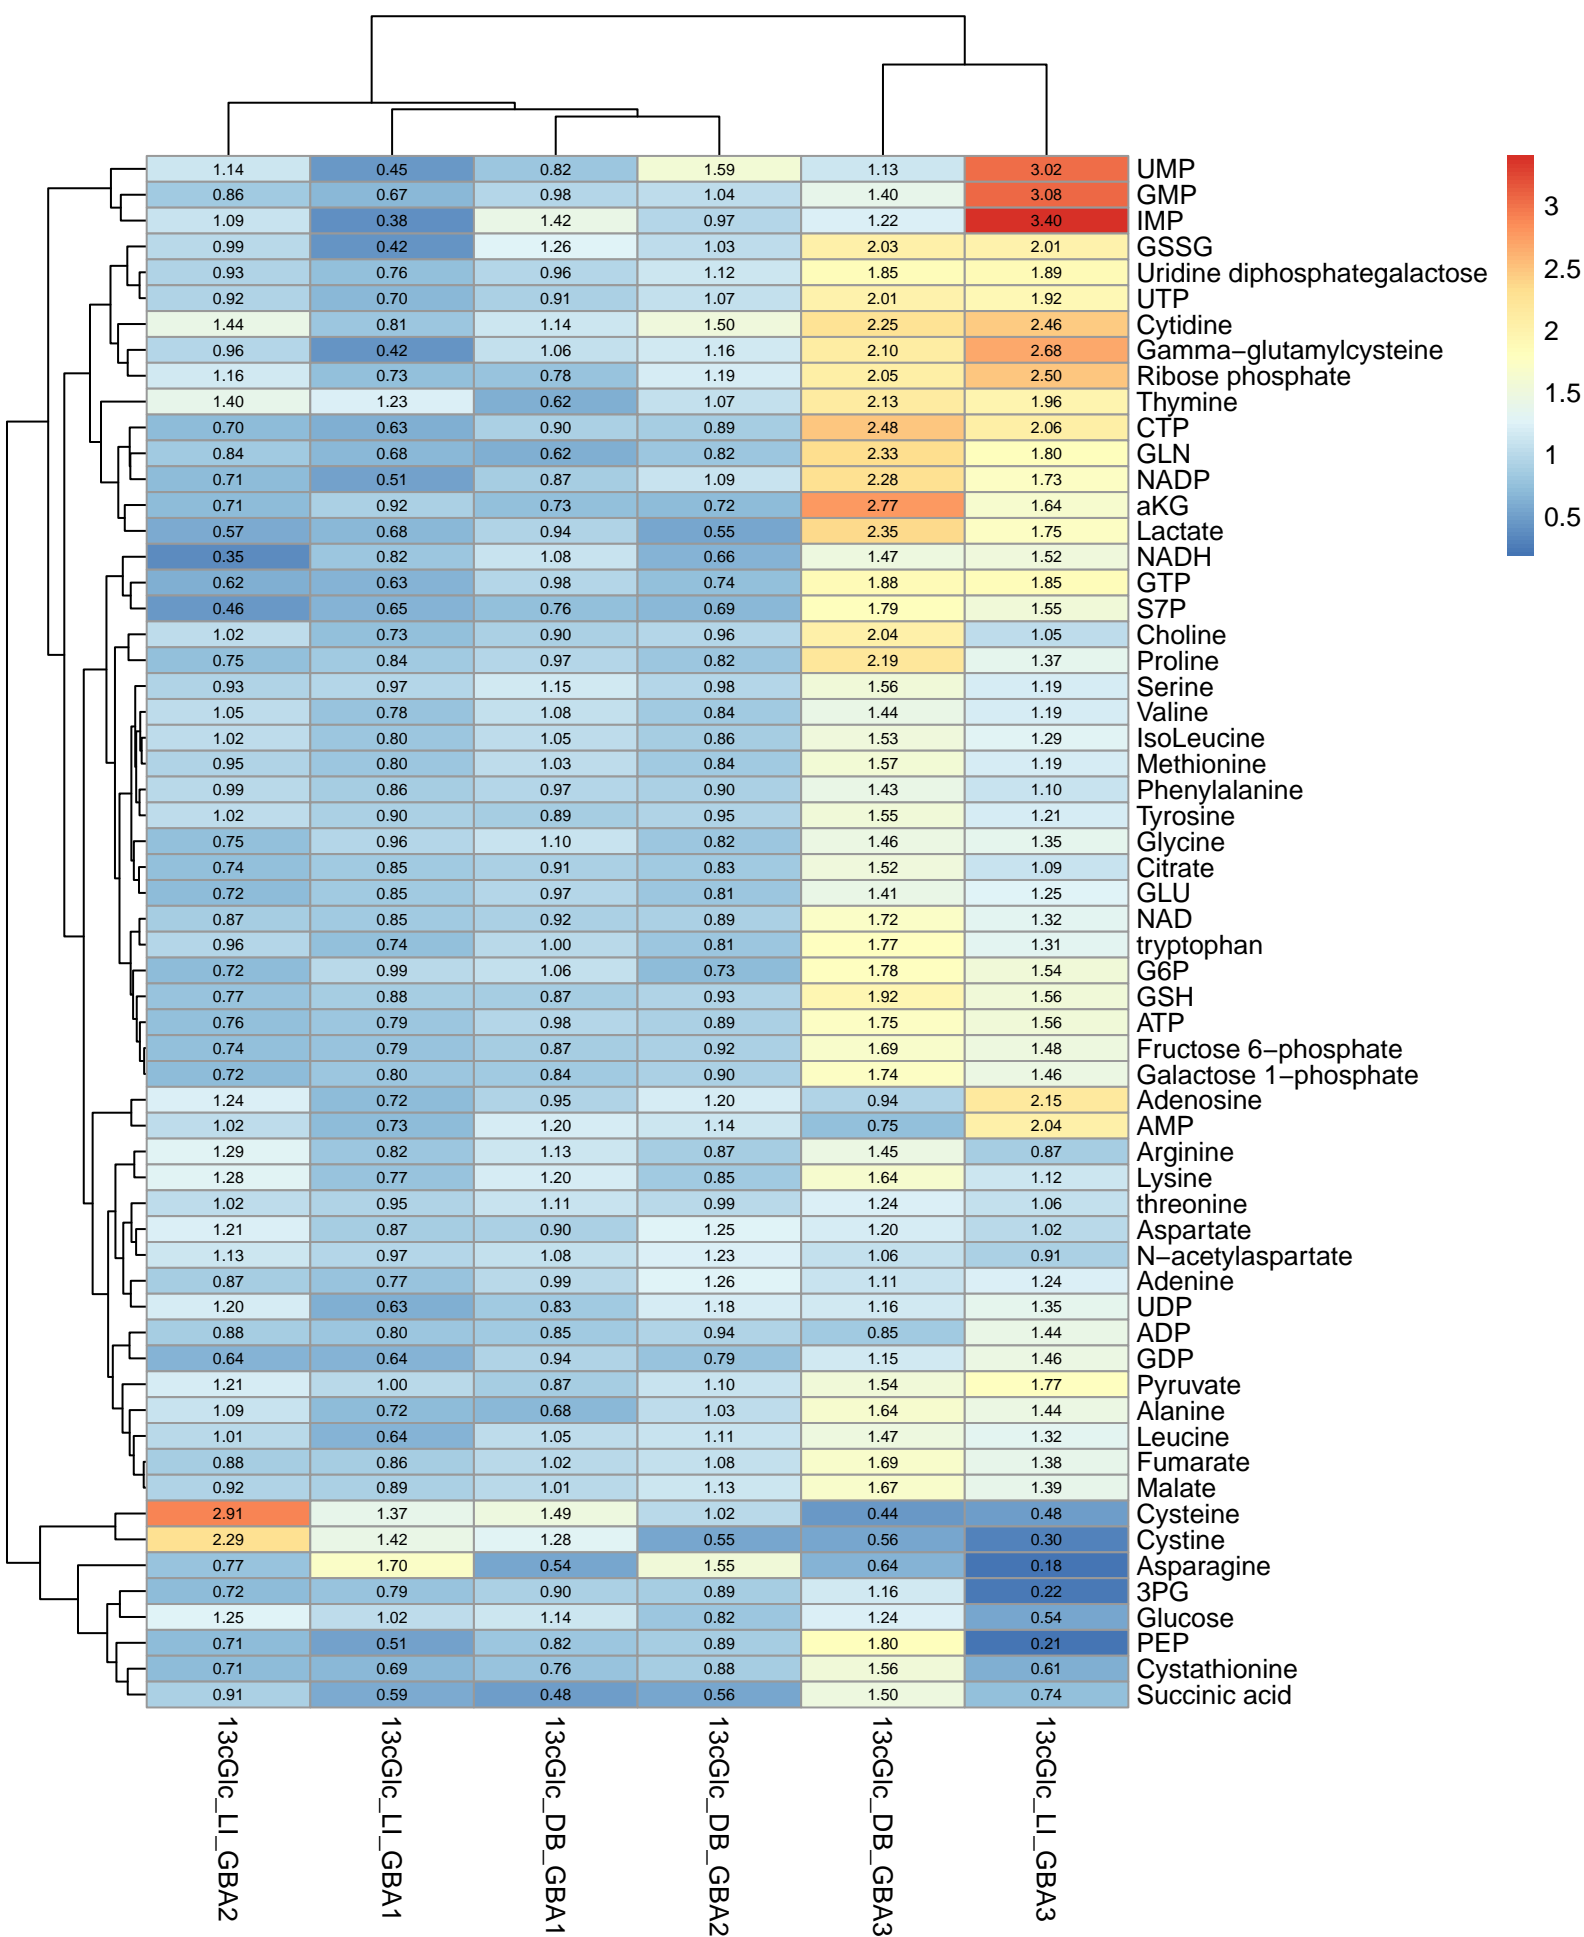 1.14 0.45 0.82 1.59 1.13 3.02 UMP
0.86 0.67 0.98 1.04 1.40 3.08 GMP
1.09 0.38 1.42 0.97 1.22 3.40 IMP
0.99 0.42 1.26 1.03 2.03 2.01 GSSG
0.93 0.76 0.96 1.12 1.85 1.89 Uridine diphosphategalactose
0.92 0.70 0.91 1.07 2.01 1.92 UTP
1.44 0.81 1.14 1.50 2.25 2.46 Cytidine
0.96 0.42 1.06 1.16 2.10 2.68 Gamma−glutamylcysteine
1.16 0.73 0.78 1.19 2.05 2.50 Ribose phosphate
1.40 1.23 0.62 1.07 2.13 1.96 Thymine
0.70 0.63 0.90 0.89 2.48 2.06 CTP
0.84 0.68 0.62 0.82 2.33 1.80 GLN
0.71 0.51 0.87 1.09 2.28 1.73 NADP
0.71 0.92 0.73 0.72 2.77 1.64 aKG
0.57 0.68 0.94 0.55 2.35 1.75 Lactate
0.35 0.82 1.08 0.66 1.47 1.52 NADH
0.62 0.63 0.98 0.74 1.88 1.85 GTP
0.46 0.65 0.76 0.69 1.79 1.55 S7P
1.02 0.73 0.90 0.96 2.04 1.05 Choline
0.75 0.84 0.97 0.82 2.19 1.37 Proline
0.93 0.97 1.15 0.98 1.56 1.19 Serine
1.05 0.78 1.08 0.84 1.44 1.19 Valine
1.02 0.80 1.05 0.86 1.53 1.29 IsoLeucine
0.95 0.80 1.03 0.84 1.57 1.19 Methionine
0.99 0.86 0.97 0.90 1.43 1.10 Phenylalanine
1.02 0.90 0.89 0.95 1.55 1.21 Tyrosine
0.75 0.96 1.10 0.82 1.46 1.35 Glycine
0.74 0.85 0.91 0.83 1.52 1.09 Citrate
0.72 0.85 0.97 0.81 1.41 1.25 GLU
0.87 0.85 0.92 0.89 1.72 1.32 NAD
0.96 0.74 1.00 0.81 1.77 1.31 tryptophan
0.72 0.99 1.06 0.73 1.78 1.54 G6P
0.77 0.88 0.87 0.93 1.92 1.56 GSH
0.76 0.79 0.98 0.89 1.75 1.56 ATP
0.74 0.79 0.87 0.92 1.69 1.48 Fructose 6−phosphate
0.72 0.80 0.84 0.90 1.74 1.46 Galactose 1−phosphate
1.24 0.72 0.95 1.20 0.94 2.15 Adenosine
1.02 0.73 1.20 1.14 0.75 2.04 AMP
1.29 0.82 1.13 0.87 1.45 0.87 Arginine
1.28 0.77 1.20 0.85 1.64 1.12 Lysine
1.02 0.95 1.11 0.99 1.24 1.06 threonine
1.21 0.87 0.90 1.25 1.20 1.02 Aspartate
1.13 0.97 1.08 1.23 1.06 0.91 N−acetylaspartate
0.87 0.77 0.99 1.26 1.11 1.24 Adenine
1.20 0.63 0.83 1.18 1.16 1.35 UDP
0.88 0.80 0.85 0.94 0.85 1.44 ADP
0.64 0.64 0.94 0.79 1.15 1.46 GDP
1.21 1.00 0.87 1.10 1.54 1.77 Pyruvate
1.09 0.72 0.68 1.03 1.64 1.44 Alanine
1.01 0.64 1.05 1.11 1.47 1.32 Leucine
0.88 0.86 1.02 1.08 1.69 1.38 Fumarate
0.92 0.89 1.01 1.13 1.67 1.39 Malate
2.91 1.37 1.49 1.02 0.44 0.48 Cysteine
2.29 1.42 1.28 0.55 0.56 0.30 Cystine
0.77 1.70 0.54 1.55 0.64 0.18 Asparagine
0.72 0.79 0.90 0.89 1.16 0.22 3PG
1.25 1.02 1.14 0.82 1.24 0.54 Glucose
0.71 0.51 0.82 0.89 1.80 0.21 PEP
0.71 0.69 0.76 0.88 1.56 0.61 Cystathionine
0.91 0.59 0.48 0.56 1.50 0.74 Succinic acid
13cGlc_LI_GBA2
13cGlc_LI_GBA1
13cGlc_DB_GBA1
13cGlc_DB_GBA2
13cGlc_DB_GBA3
13cGlc_LI_GBA3
3
2.5
2
1.5
1
0.5